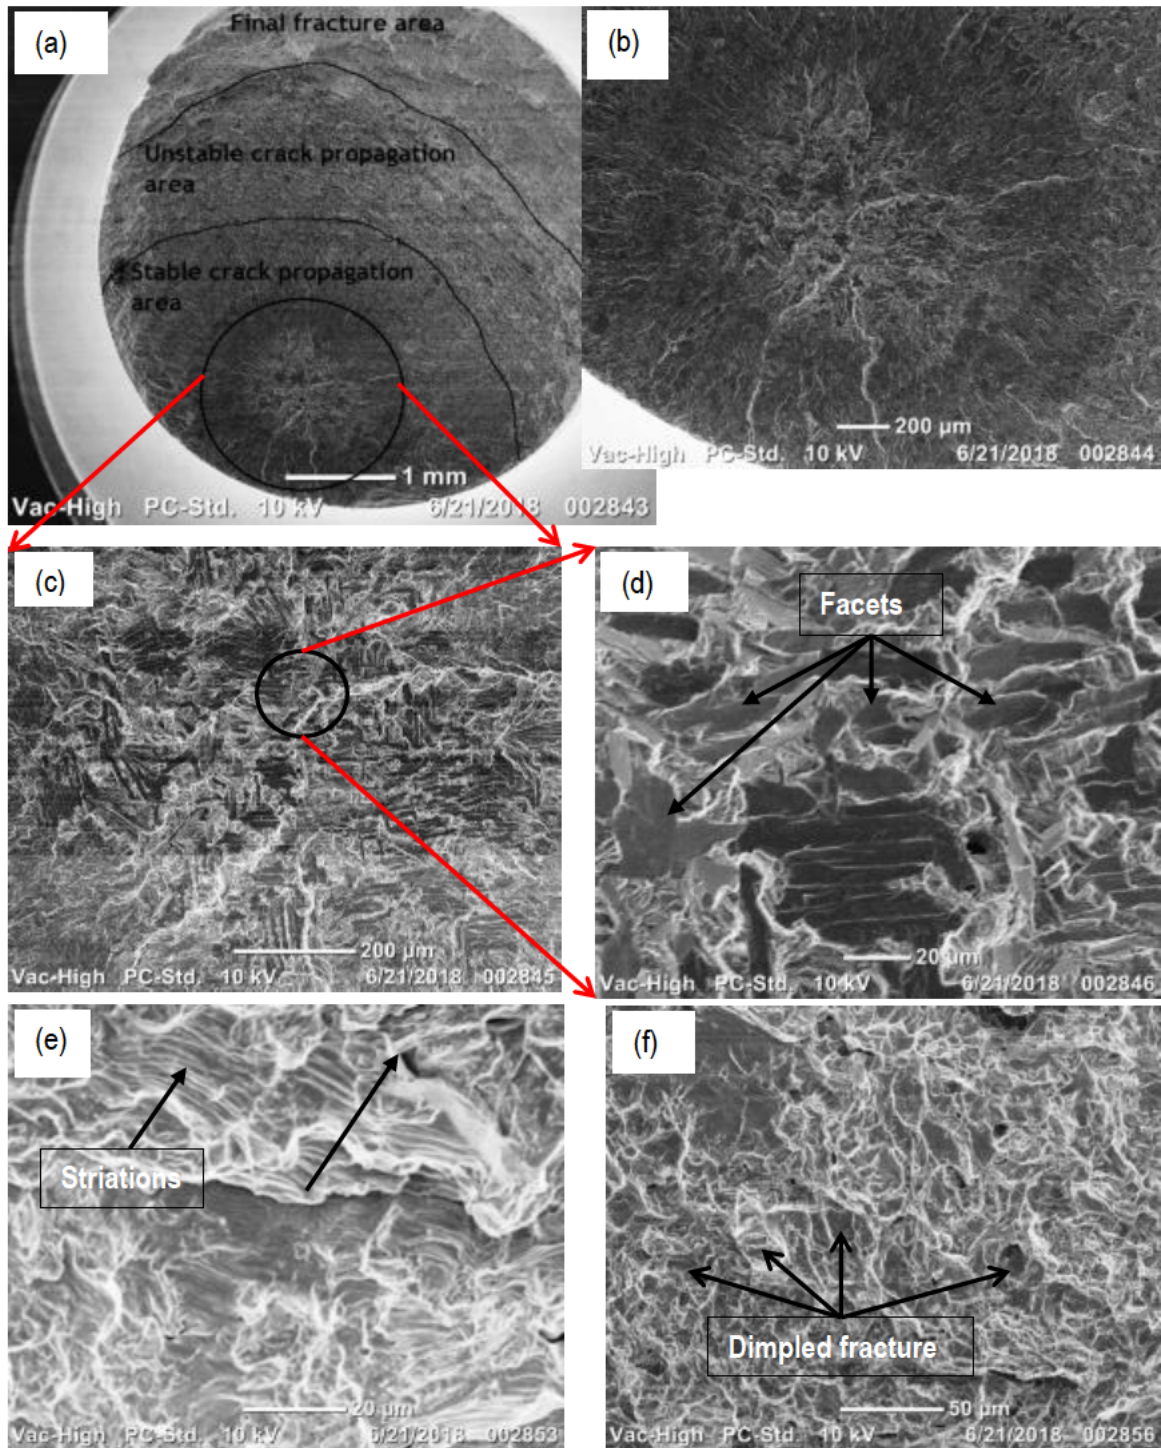 (a)
Final fracture area
Unstable crack propagation
area
Stable crack propagation
area
1 mm
Vac-High PC-Std. 10 kV 6/21/2018 002843
(b)
200 µm
Vac-High PC-Std. 10 kV 6/21/2018 002844
(c)
200 µm
Vac-High PC-Std. 10 kV 6/21/2018 002845
(d)
Facets
20 µm
Vac-High PC-Std. 10 kV 6/21/2018 002846
(e)
Striations
20 µm
Vac-High PC-Std. 10 kV 6/21/2018 002853
(f)
Dimpled fracture
50 µm
Vac-High PC-Std. 10 kV 6/21/2018 002856